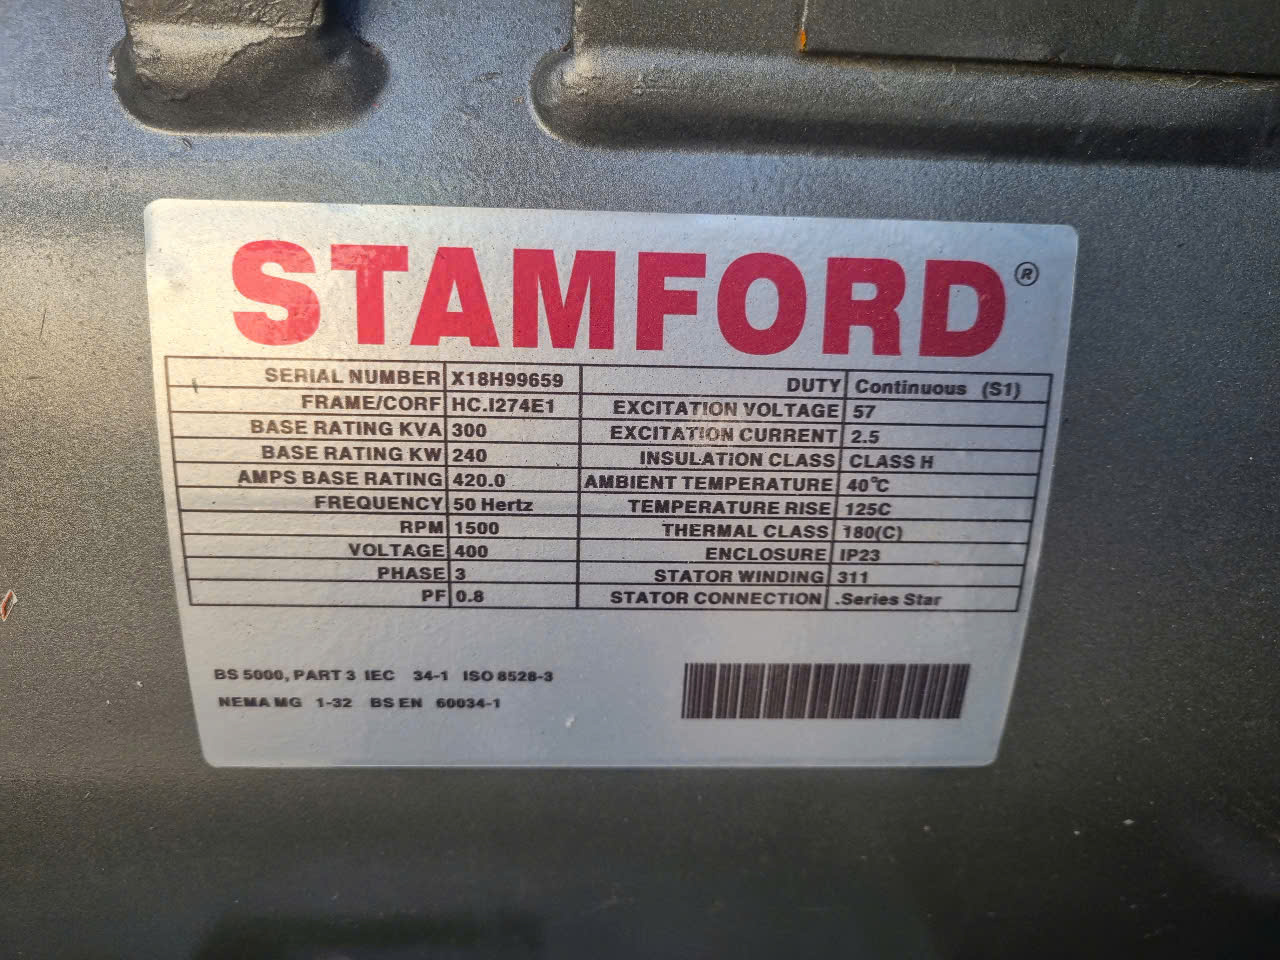 STAMFORD ®
SERIAL NUMBER X18H99659 DUTY Continuous (S1)
FRAME/CORF HC.I274E1 EXCITATION VOLTAGE 57
BASE RATING KVA 300 EXCITATION CURRENT 2.5
BASE RATING KW 240 INSULATION CLASS CLASS H
AMPS BASE RATING 420.0 AMBIENT TEMPERATURE 40°C
FREQUENCY 50 Hertz TEMPERATURE RISE 125C
RPM 1500 THERMAL CLASS 180(C)
VOLTAGE 400 ENCLOSURE IP23
PHASE 3 STATOR WINDING 311
PF 0.8 STATOR CONNECTION .Series Star
BS 5000, PART 3 IEC 34-1 ISO 8528-3
NEMA MG 1-32 BS EN 60034-1